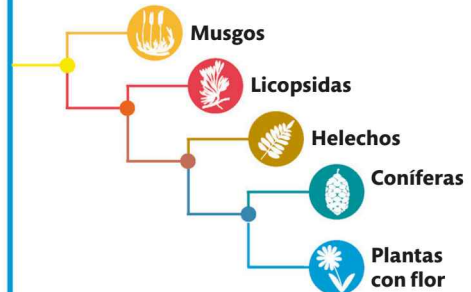 Musgos
Licopsidas
Helechos
Coníferas
Plantas
con flor